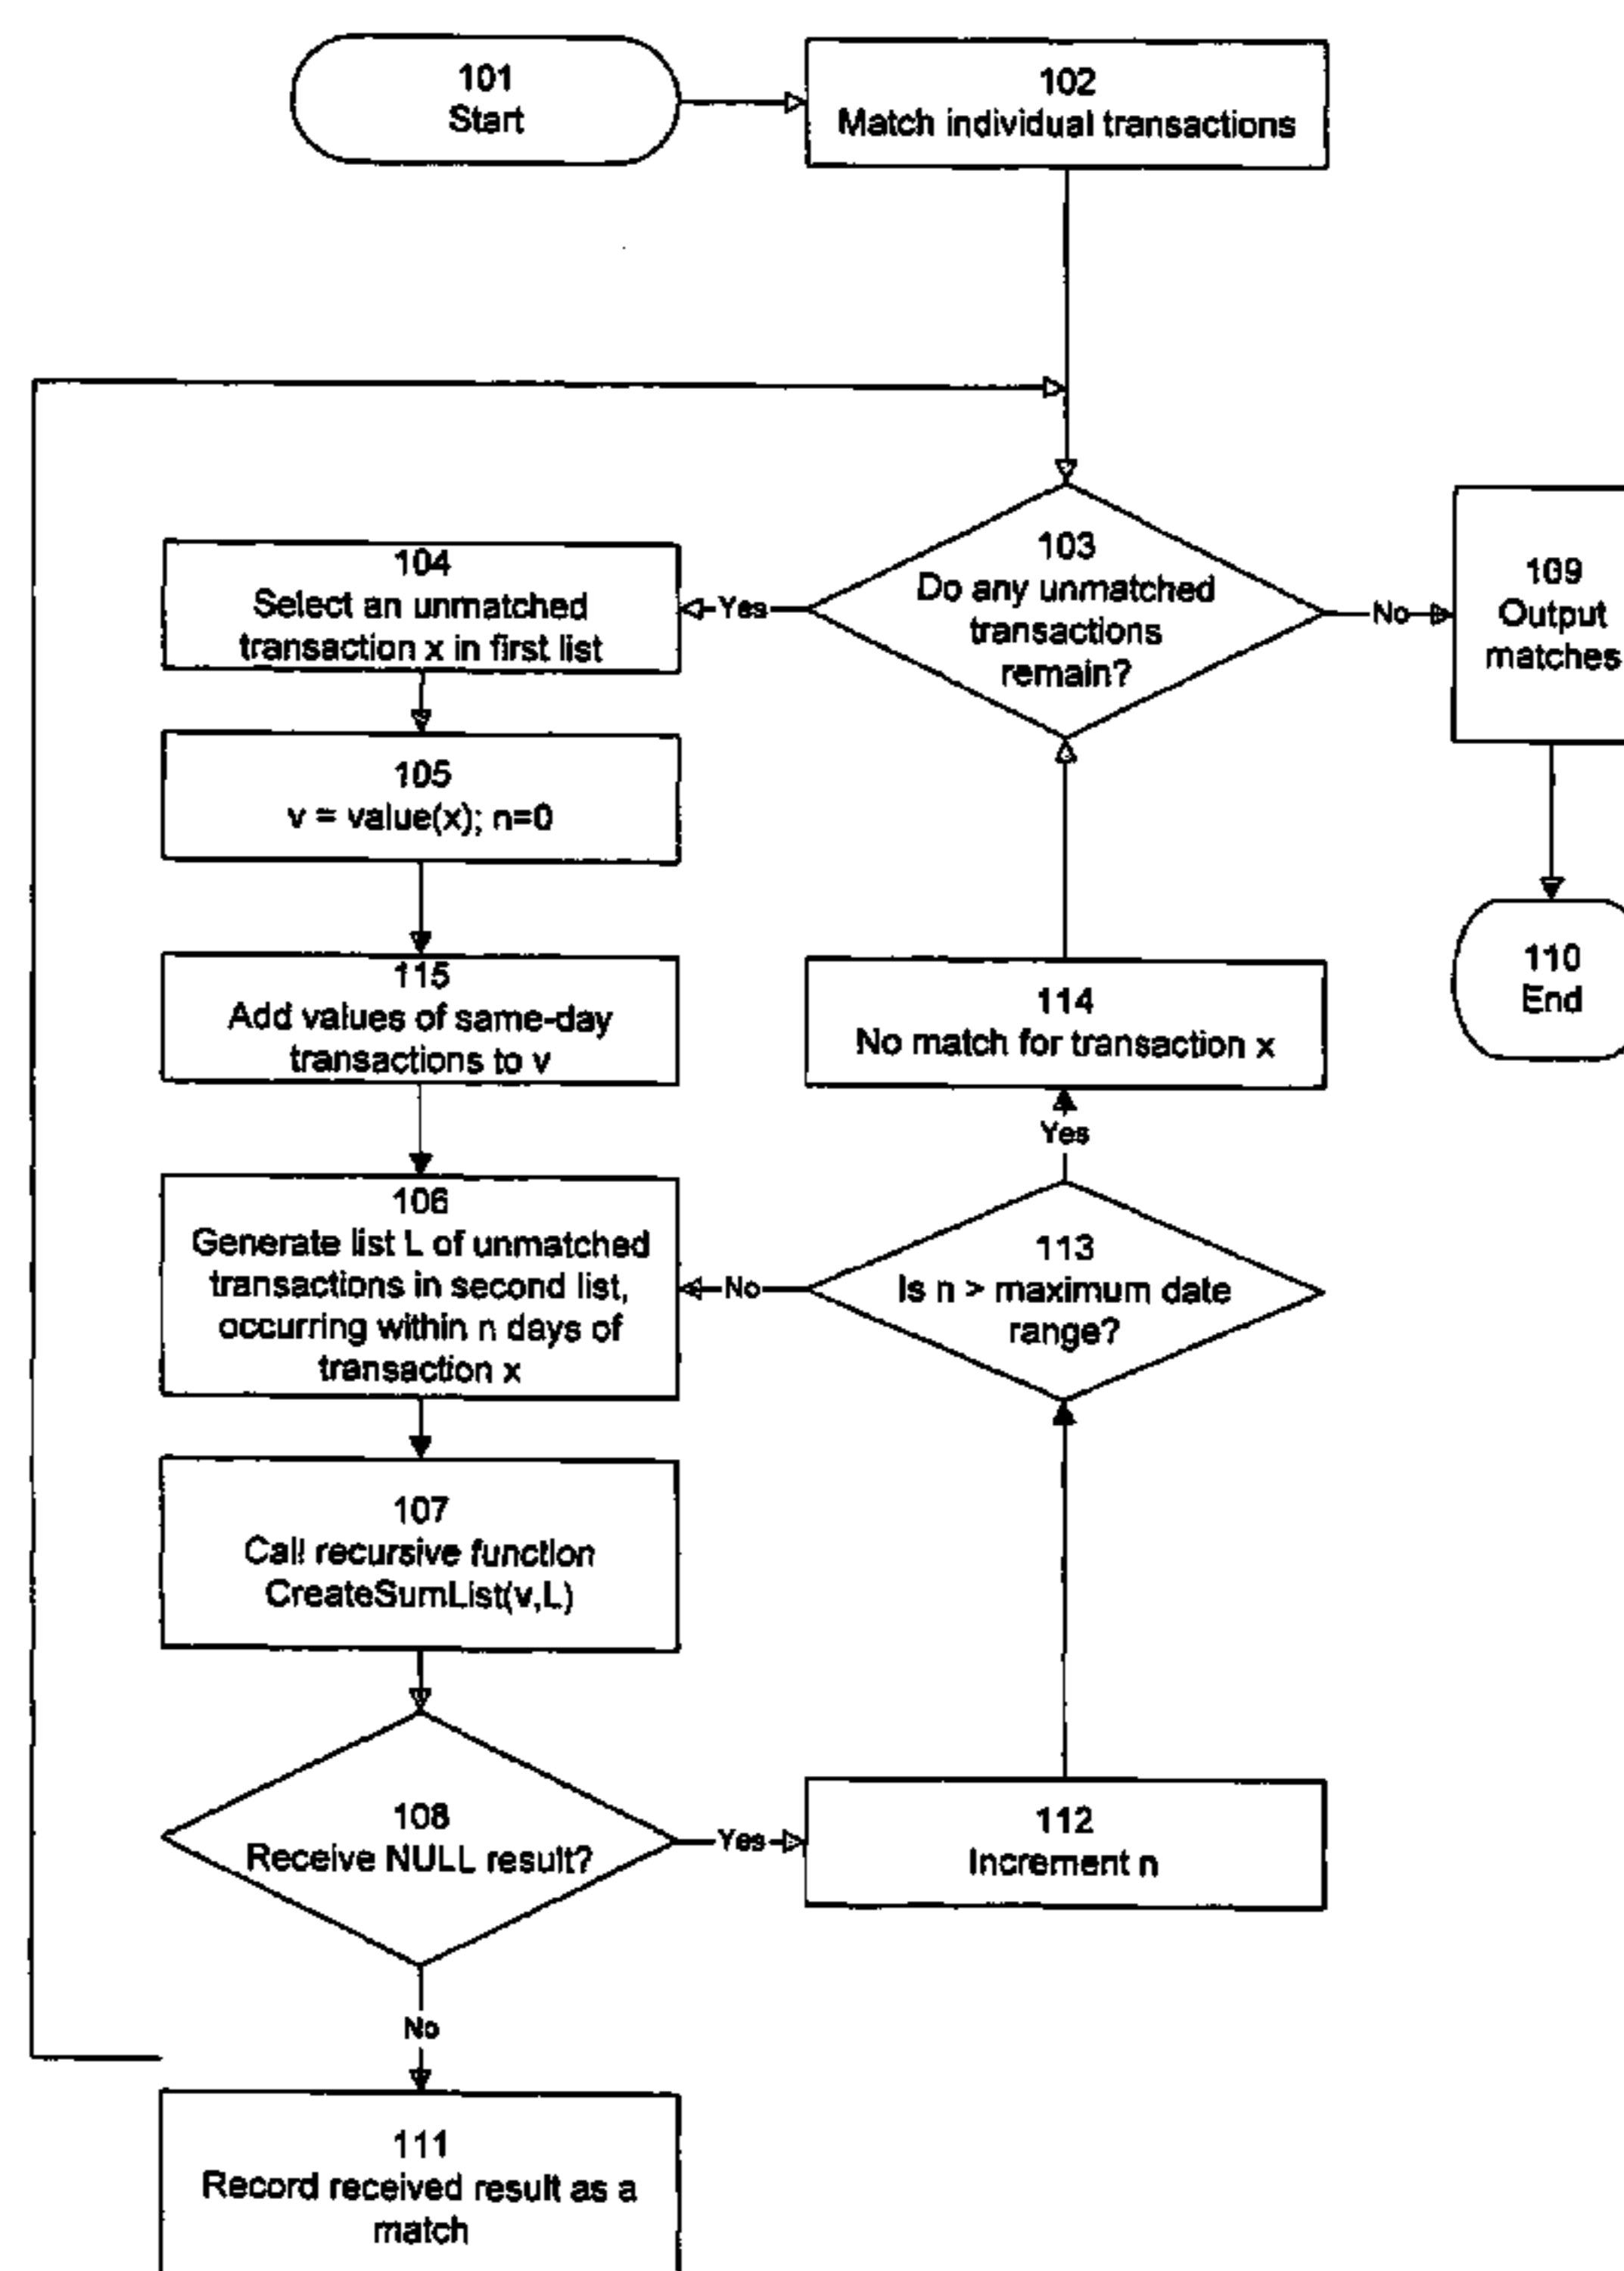 101
Start
102
Match individual transactions
103
Do any unmatched
transactions
remain?
Yes
No
104
Select an unmatched
transaction x in first list
109
Output
matches
105
v = value(x); n=0
115
Add values of same-day
transactions to v
114
No match for transaction x
110
End
Yes
106
Generate list L of unmatched
transactions in second list,
occurring within n days of
transaction x
No
113
Is n > maximum date
range?
107
Call recursive function
CreateSumList(v,L)
108
Receive NULL result?
Yes
112
Increment n
No
111
Record received result as a
match